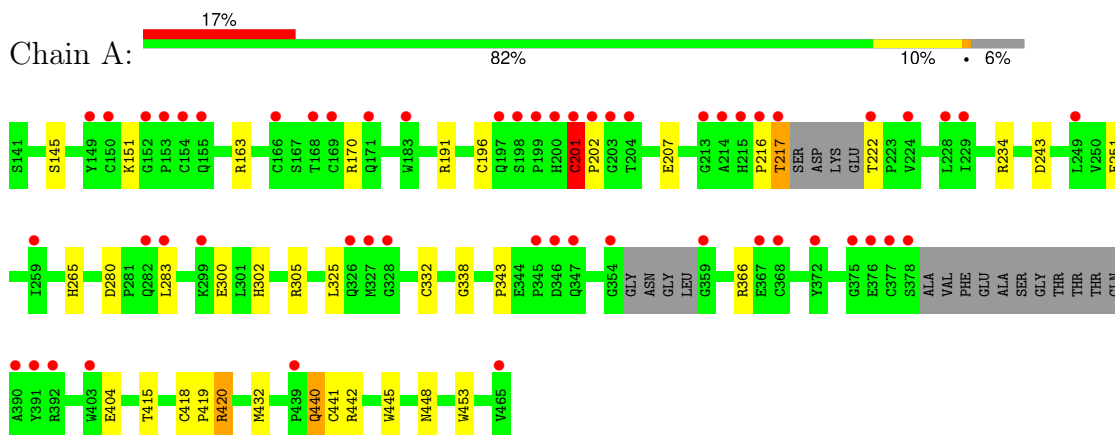 17%
Chain A:
82% 10% • 6%
S141 S145 Y149 C150 K151 G152 P153 C154 Q155 R163 C166 S167 T168 C169 R170 Q171 W183 R191 C196 Q197 S198 P199 H200 C201 P202 G203 T204 E207 G213 A214 H215 P216 T217 SER ASP LYS GLU T222 P223 V224 L228 I229 R234 D243 L249 V250
I259 H265 D280 P281 Q282 L283 K299 E300 L301 H302 R305 L325 Q326 M327 G328 C332 G338 P343 E344 P345 D346 Q347 G354 GLY ASN GLY LEU G359 R366 E367 C368 Y372 G375 E376 C377 S378 ALA VAL PHE GLU ALA SER GLY THR THR THR
A390 Y391 R392 W403 E404 T415 C418 P419 R420 M432 P439 Q440 C441 R442 W445 N448 W453 V465